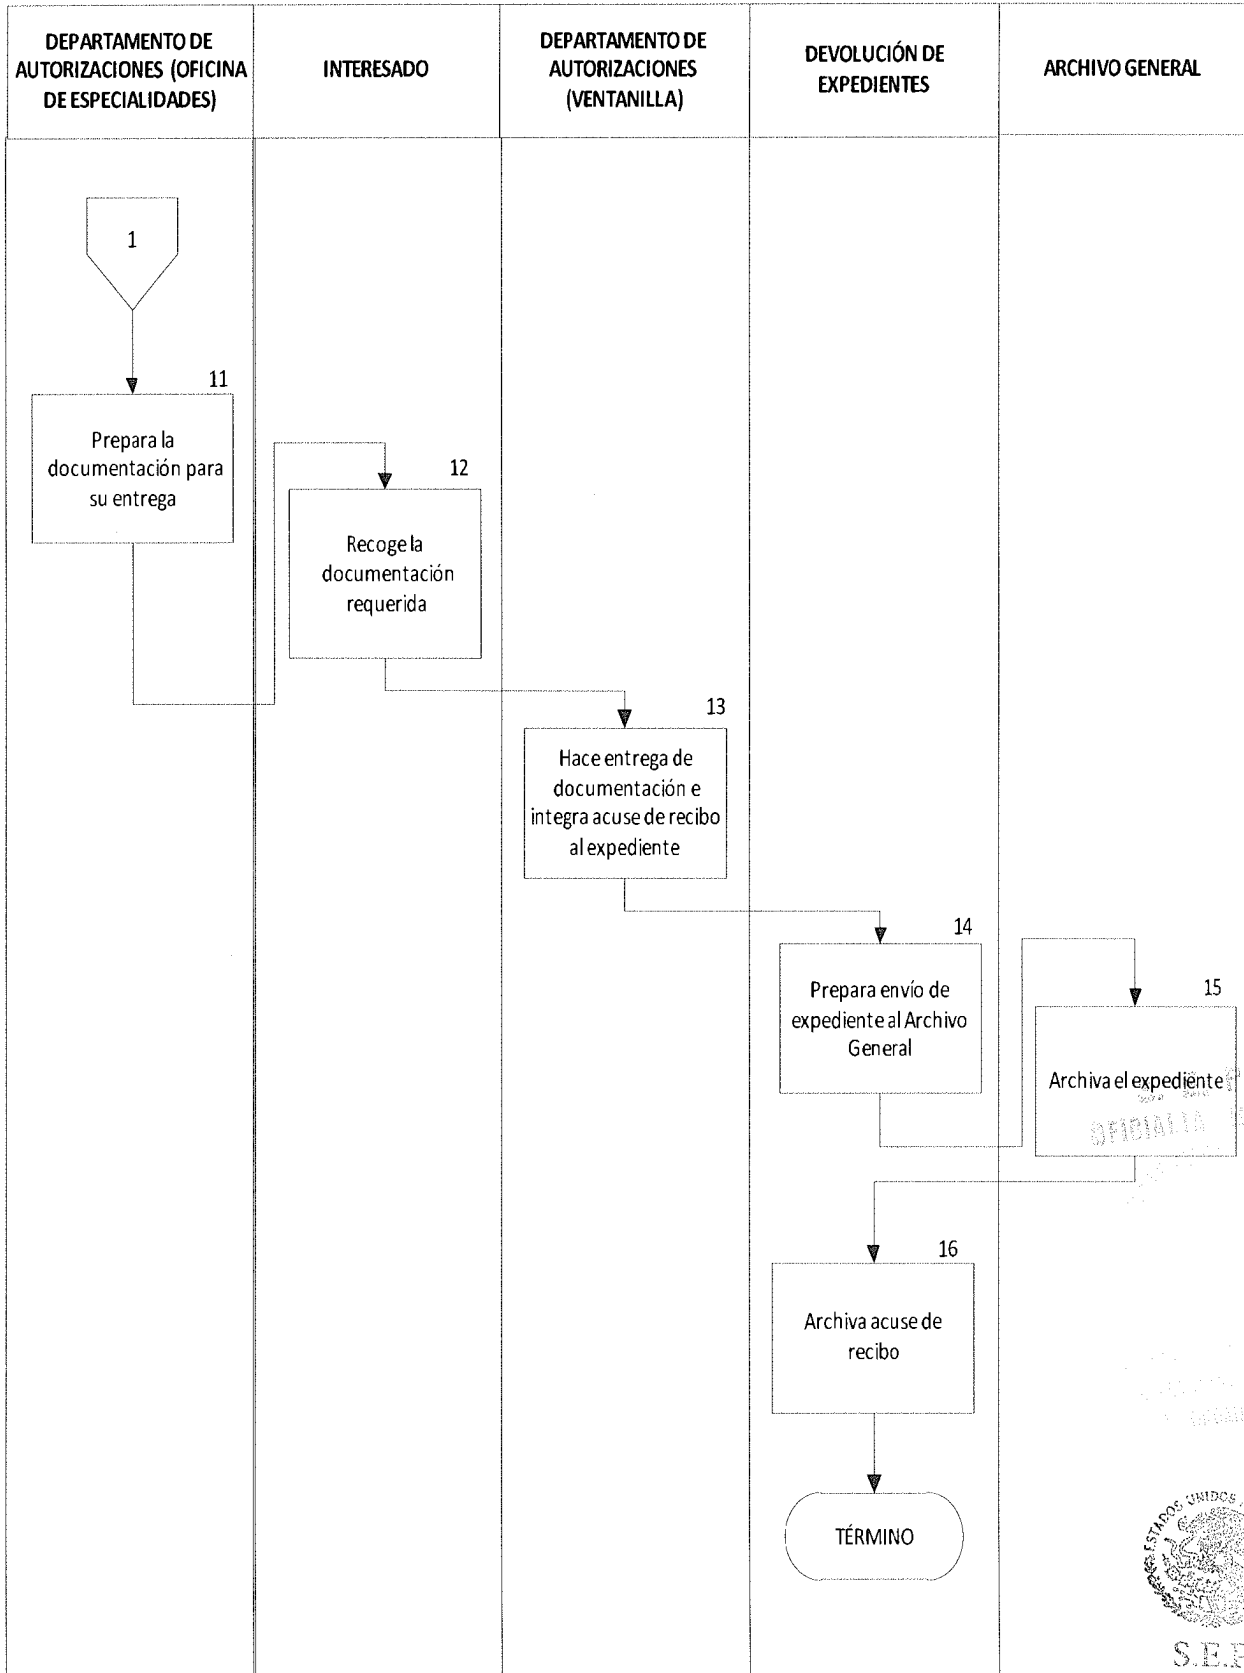 DEPARTAMENTO DE
AUTORIZACIONES (OFICINA
DE ESPECIALIDADES)
INTERESADO
DEPARTAMENTO DE
AUTORIZACIONES
(VENTANILLA)
DEVOLUCIÓN DE
EXPEDIENTES
ARCHIVO GENERAL
1
11
Prepara la
documentación para
su entrega
12
Recoge la
documentación
requerida
13
Hace entrega de
documentación e
integra acuse de recibo
al expediente
14
Prepara envío de
expediente al Archivo
General
15
Archiva el expediente
OFICIALIA
16
Archiva acuse de
recibo
TÉRMINO
ESTADOS UNIDOS
S.E.P